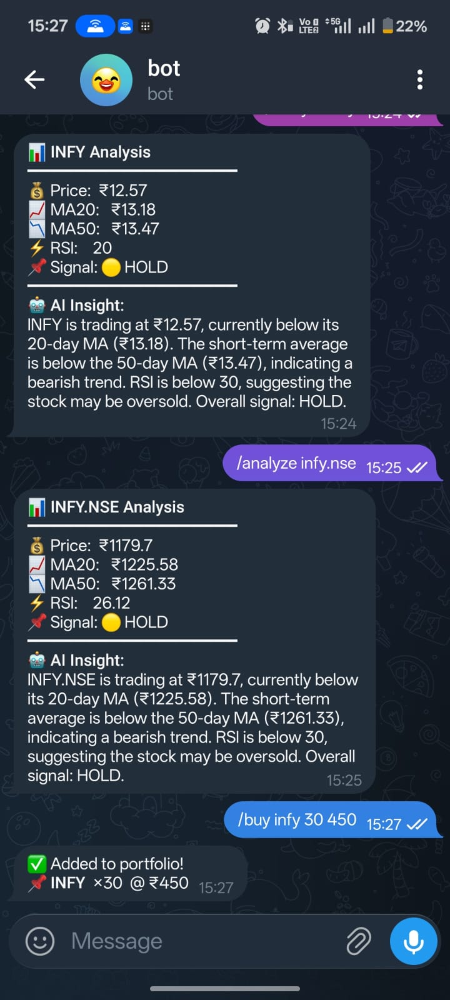 15:27
Vo
LTE2
5G
22%
bot
bot
15:24
📊 INFY Analysis
💰 Price: ₹12.57
📈 MA20: ₹13.18
📉 MA50: ₹13.47
⚡ RSI: 20
📌 Signal: 🟡 HOLD
🤖 AI Insight:
INFY is trading at ₹12.57, currently below its
20-day MA (₹13.18). The short-term average
is below the 50-day MA (₹13.47), indicating a
bearish trend. RSI is below 30, suggesting the
stock may be oversold. Overall signal: HOLD.
15:24
/analyze infy.nse 15:25
📊 INFY.NSE Analysis
💰 Price: ₹1179.7
📈 MA20: ₹1225.58
📉 MA50: ₹1261.33
⚡ RSI: 26.12
📌 Signal: 🟡 HOLD
🤖 AI Insight:
INFY.NSE is trading at ₹1179.7, currently below
its 20-day MA (₹1225.58). The short-term
average is below the 50-day MA (₹1261.33),
indicating a bearish trend. RSI is below 30,
suggesting the stock may be oversold. Overall
signal: HOLD.
15:25
/buy infy 30 450 15:27
✅ Added to portfolio!
📌 INFY ×30 @ ₹450 15:27
Message